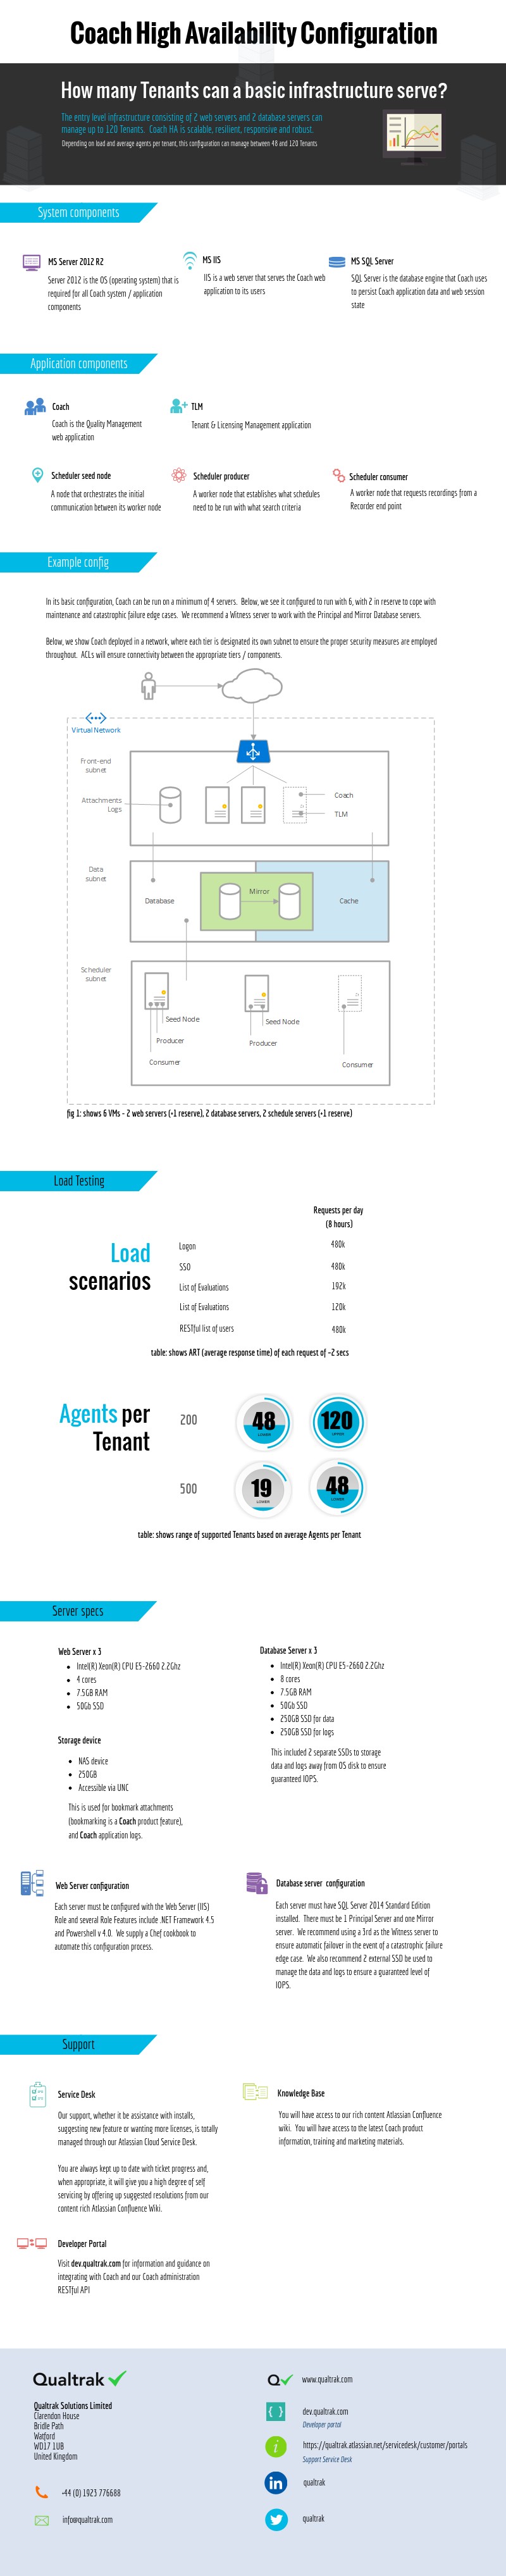 Coach High Availability Configuration
How many Tenants can a basic infrastructure serve?
The entry level infrastructure consisting of 2 web servers and 2 database servers can
manage up to 120 Tenants. Coach HA is scalable, resilient, responsive and robust.
Depending on load and average agents per tenant, this configuration can manage between 48 and 120 Tenants
System components
MS Server 2012 R2
Server 2012 is the OS (operating system) that is
required for all Coach system / application
components
MS IIS
IIS is a web server that serves the Coach web
application to its users
MS SQL Server
SQL Server is the database engine that Coach uses
to persist Coach application data and web session
state
Application components
Coach
Coach is the Quality Management
web application
TLM
Tenant & Licensing Management application
Scheduler seed node
A node that orchestrates the initial
communication between its worker node
Scheduler producer
A worker node that establishes what schedules
need to be run with what search criteria
Scheduler consumer
A worker node that requests recordings from a
Recorder end point
Example config
In its basic configuration, Coach can be run on a minimum of 4 servers. Below, we see it configured to run with 6, with 2 in reserve to cope with
maintenance and catastrophic failure edge cases. We recommend a Witness server to work with the Principal and Mirror Database servers.
Below, we show Coach deployed in a network, where each tier is designated its own subnet to ensure the proper security measures are employed
throughout. ACLs will ensure connectivity between the appropriate tiers / components.
Virtual Network
Front-end
subnet
Attachments
Logs
Coach
TLM
Data
subnet
Database
Mirror
Cache
Scheduler
subnet
Seed Node
Producer
Consumer
Seed Node
Producer
Consumer
fig 1: shows 6 VMs - 2 web servers (+1 reserve), 2 database servers, 2 schedule servers (+1 reserve)
Load Testing
Load
scenarios
Requests per day
(8 hours)
Logon 480k
SSO 480k
List of Evaluations 192k
List of Evaluations 120k
RESTful list of users 480k
table: shows ART (average response time) of each request of ~2 secs
Agents per
Tenant
200
48
LOWER
120
UPPER
500
19
LOWER
48
LOWER
table: shows range of supported Tenants based on average Agents per Tenant
Server specs
Web Server x 3
Intel(R) Xeon(R) CPU E5-2660 2.2Ghz
4 cores
7.5GB RAM
50Gb SSD
Storage device
NAS device
250GB
Accessible via UNC
This is used for bookmark attachments
(bookmarking is a Coach product feature),
and Coach application logs.
Database Server x 3
Intel(R) Xeon(R) CPU E5-2660 2.2Ghz
8 cores
7.5GB RAM
50Gb SSD
250GB SSD for data
250GB SSD for logs
This included 2 separate SSDs to storage
data and logs away from OS disk to ensure
guaranteed IOPS.
Web Server configuration
Each server must be configured with the Web Server (IIS)
Role and several Role Features include .NET Framework 4.5
and Powershell v 4.0. We supply a Chef cookbook to
automate this configuration process.
Database server configuration
Each server must have SQL Server 2014 Standard Edition
installed. There must be 1 Principal Server and one Mirror
server. We recommend using a 3rd as the Witness server to
ensure automatic failover in the event of a catastrophic failure
edge case. We also recommend 2 external SSD be used to
manage the data and logs to ensure a guaranteed level of
IOPS.
Support
Service Desk
Our support, whether it be assistance with installs,
suggesting new feature or wanting more licenses, is totally
managed through our Atlassian Cloud Service Desk.
You are always kept up to date with ticket progress and,
when appropriate, it will give you a high degree of self
servicing by offering up suggested resolutions from our
content rich Atlassian Confluence Wiki.
Knowledge Base
You will have access to our rich content Atlassian Confluence
wiki. You will have access to the latest Coach product
information, training and marketing materials.
Developer Portal
Visit dev.qualtrak.com for information and guidance on
integrating with Coach and our Coach administration
RESTful API
Qualtrak
Qualtrak Solutions Limited
Clarendon House
Bridle Path
Watford
WD17 1UB
United Kingdom
+44 (0) 1923 776688
info@qualtrak.com
Q
www.qualtrak.com
{ }
dev.qualtrak.com
Developer portal
i
https://qualtrak.atlassian.net/servicedesk/customer/portals
Support Service Desk
in
qualtrak
qualtrak